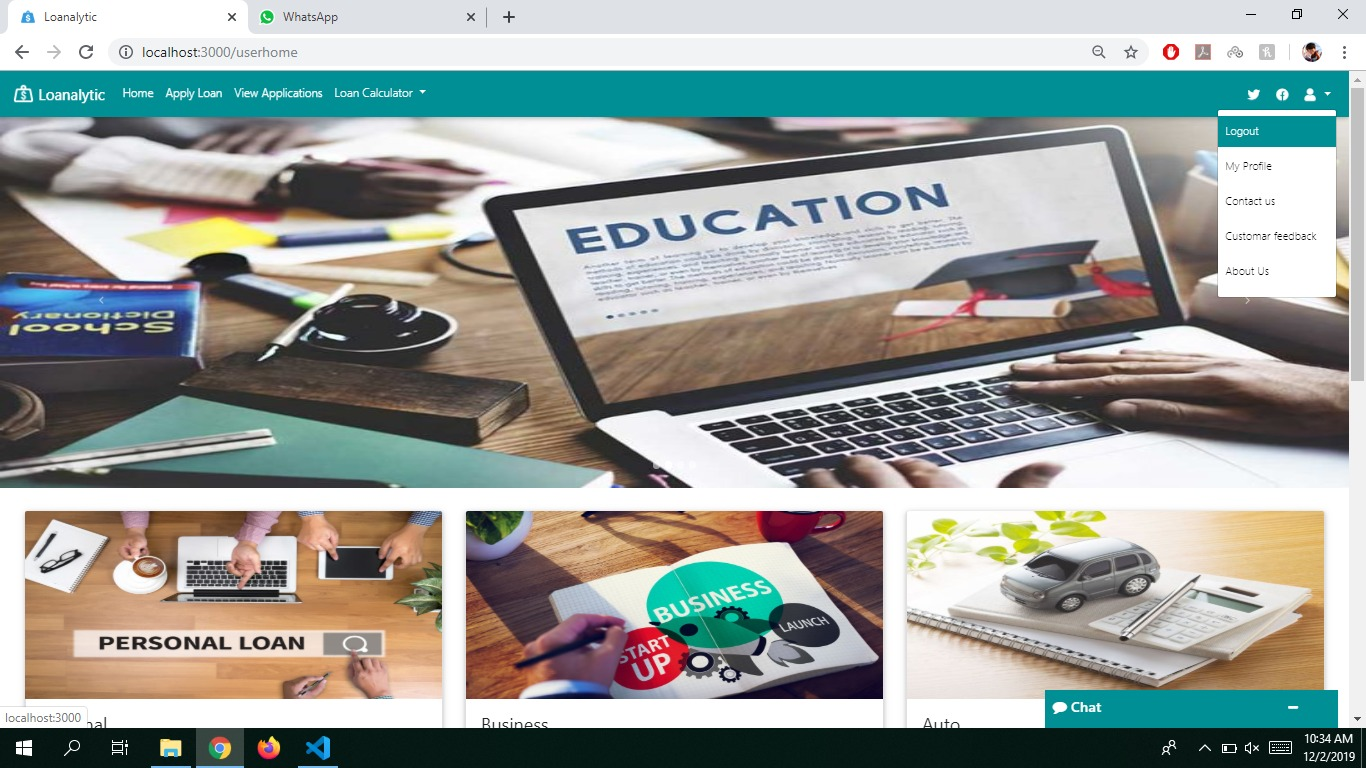 Loanalytic
WhatsApp
localhost:3000/userhome
Loanalytic Home Apply Loan View Applications Loan Calculator
Logout
My Profile
Contact us
Customar feedback
About Us
EDUCATION
School
Dictionary
PERSONAL LOAN
BUSINESS
START
UP
LAUNCH
Business
Auto
Chat
localhost:3000
10:34 AM
12/2/2019